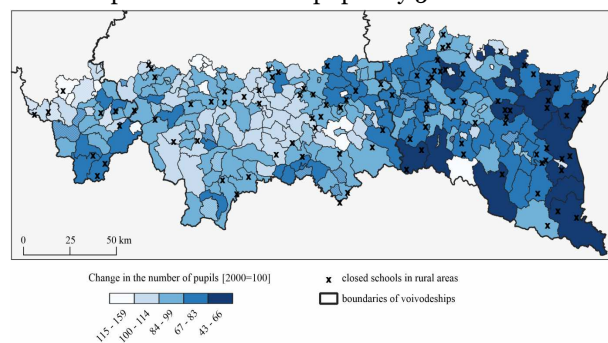 0 25 50 km
Change in the number of pupils [2000=100]
115 - 159
100 - 114
84 - 99
67 - 83
43 - 66
x closed schools in rural areas
boundaries of voivodeships